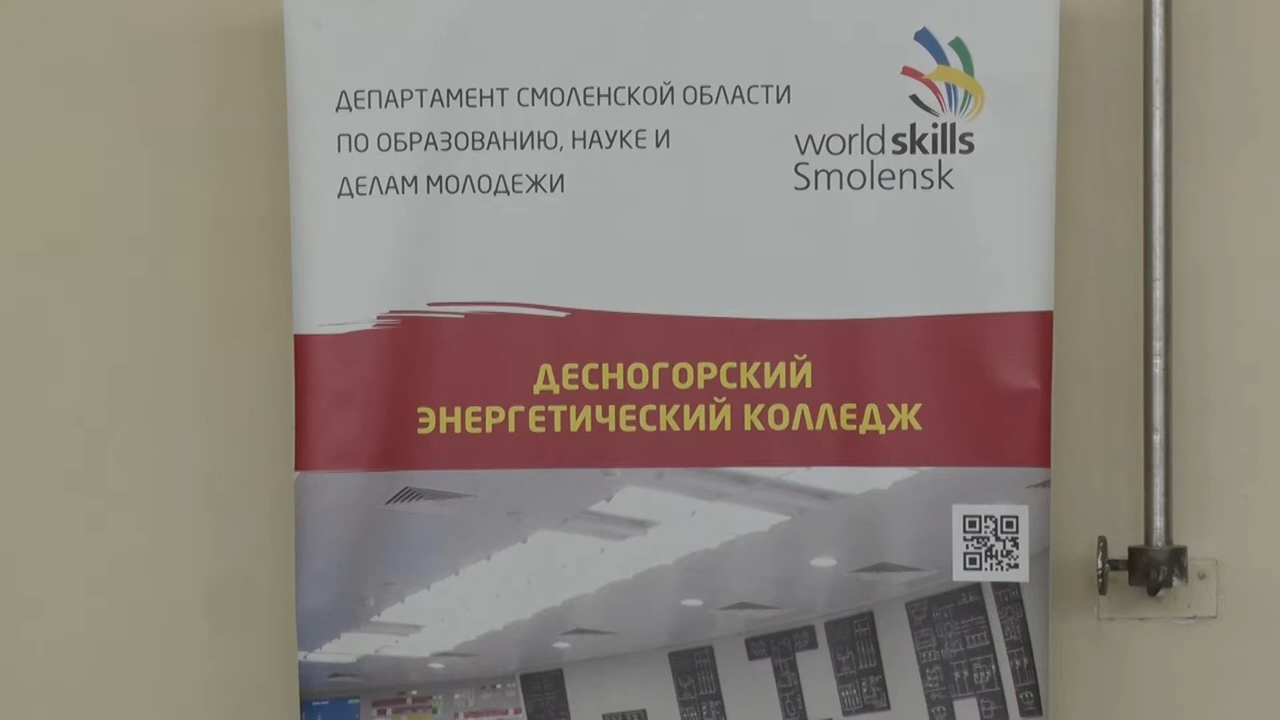 ДЕПАРТАМЕНТ СМОЛЕНСКОЙ ОБЛАСТИ
ПО ОБРАЗОВАНИЮ, НАУКЕ И
ДЕЛАМ МОЛОДЕЖИ
worldskills
Smolensk
ДЕСНОГОРСКИЙ
ЭНЕРГЕТИЧЕСКИЙ КОЛЛЕДЖ